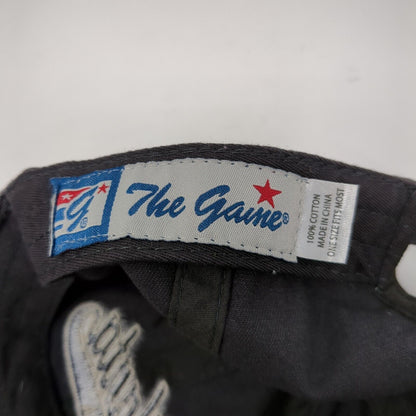 G®
The Game®
100% COTTON
MADE IN CHINA
ONE SIZE FITS MOST